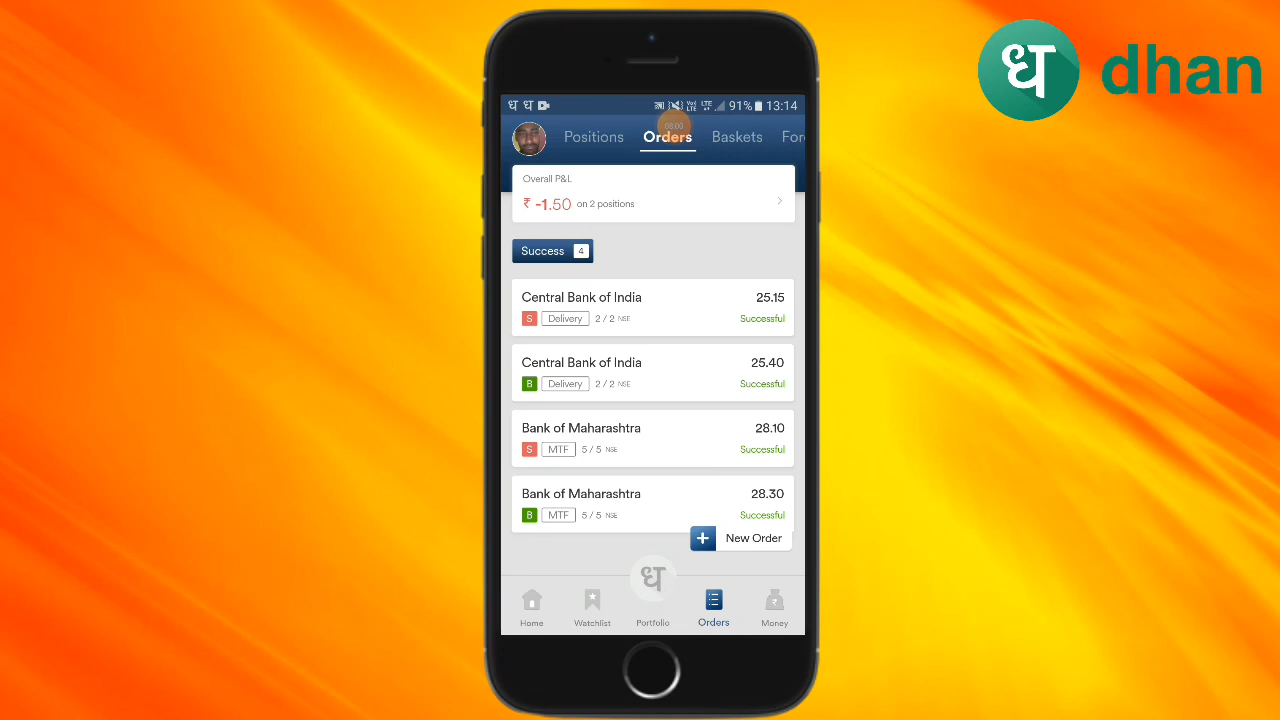 ध dhan
ध ध LTE 91% 13:14
08:00
Positions Orders Baskets For
Overall P&L
₹ -1.50 on 2 positions
Success 4
Central Bank of India 25.15
S Delivery 2 / 2 NSE Successful
Central Bank of India 25.40
B Delivery 2 / 2 NSE Successful
Bank of Maharashtra 28.10
S MTF 5 / 5 NSE Successful
Bank of Maharashtra 28.30
B MTF 5 / 5 NSE Successful
+ New Order
ध
Home Watchlist Portfolio Orders Money